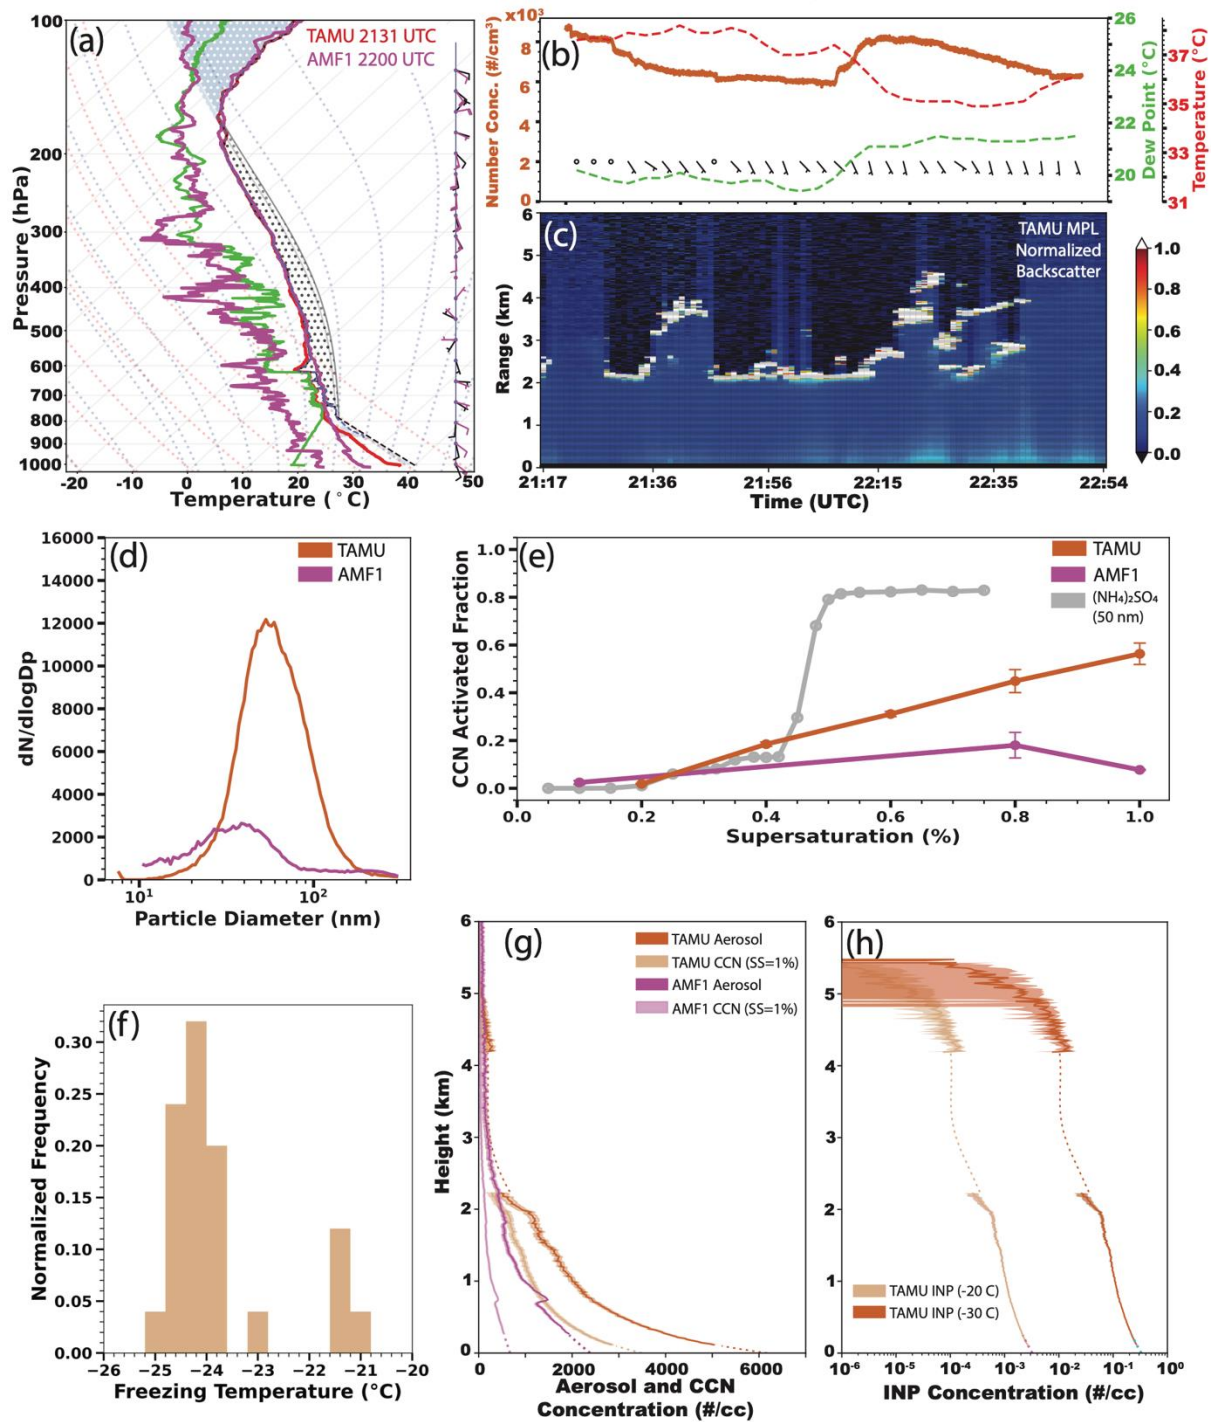 (a)
TAMU 2131 UTC
AMF1 2200 UTC
Pressure (hPa)
100
200
300
400
500
600
700
800
900
1000
-20 -10 0 10 20 30 40 50
Temperature (°C)
(b)
x10³
Number Conc. (#/cm³)
8
6
4
2
0
26
24
22
20
Dew Point (°C)
37
35
33
31
Temperature (°C)
(c)
TAMU MPL
Normalized
Backscatter
Range (km)
6
5
4
3
2
1
0
21:17 21:36 21:56 22:15 22:35 22:54
Time (UTC)
1.0
0.8
0.6
0.4
0.2
0.0
(d)
TAMU
AMF1
dN/dlogDp
16000
14000
12000
10000
8000
6000
4000
2000
0
10¹ 10²
Particle Diameter (nm)
(e)
TAMU
AMF1
(NH₄)₂SO₄
(50 nm)
CCN Activated Fraction
1.0
0.8
0.6
0.4
0.2
0.0
0.0 0.2 0.4 0.6 0.8 1.0
Supersaturation (%)
(f)
Normalized Frequency
0.30
0.25
0.20
0.15
0.10
0.05
0.00
−26 −25 −24 −23 −22 −21 −20
Freezing Temperature (°C)
(g)
TAMU Aerosol
TAMU CCN (SS=1%)
AMF1 Aerosol
AMF1 CCN (SS=1%)
Height (km)
6
5
4
3
2
1
0
0 2000 4000 6000
Aerosol and CCN
Concentration (#/cc)
(h)
TAMU INP (-20 C)
TAMU INP (-30 C)
6
5
4
3
2
1
0
10⁻⁶ 10⁻⁵ 10⁻⁴ 10⁻³ 10⁻² 10⁻¹ 10⁰
INP Concentration (#/cc)